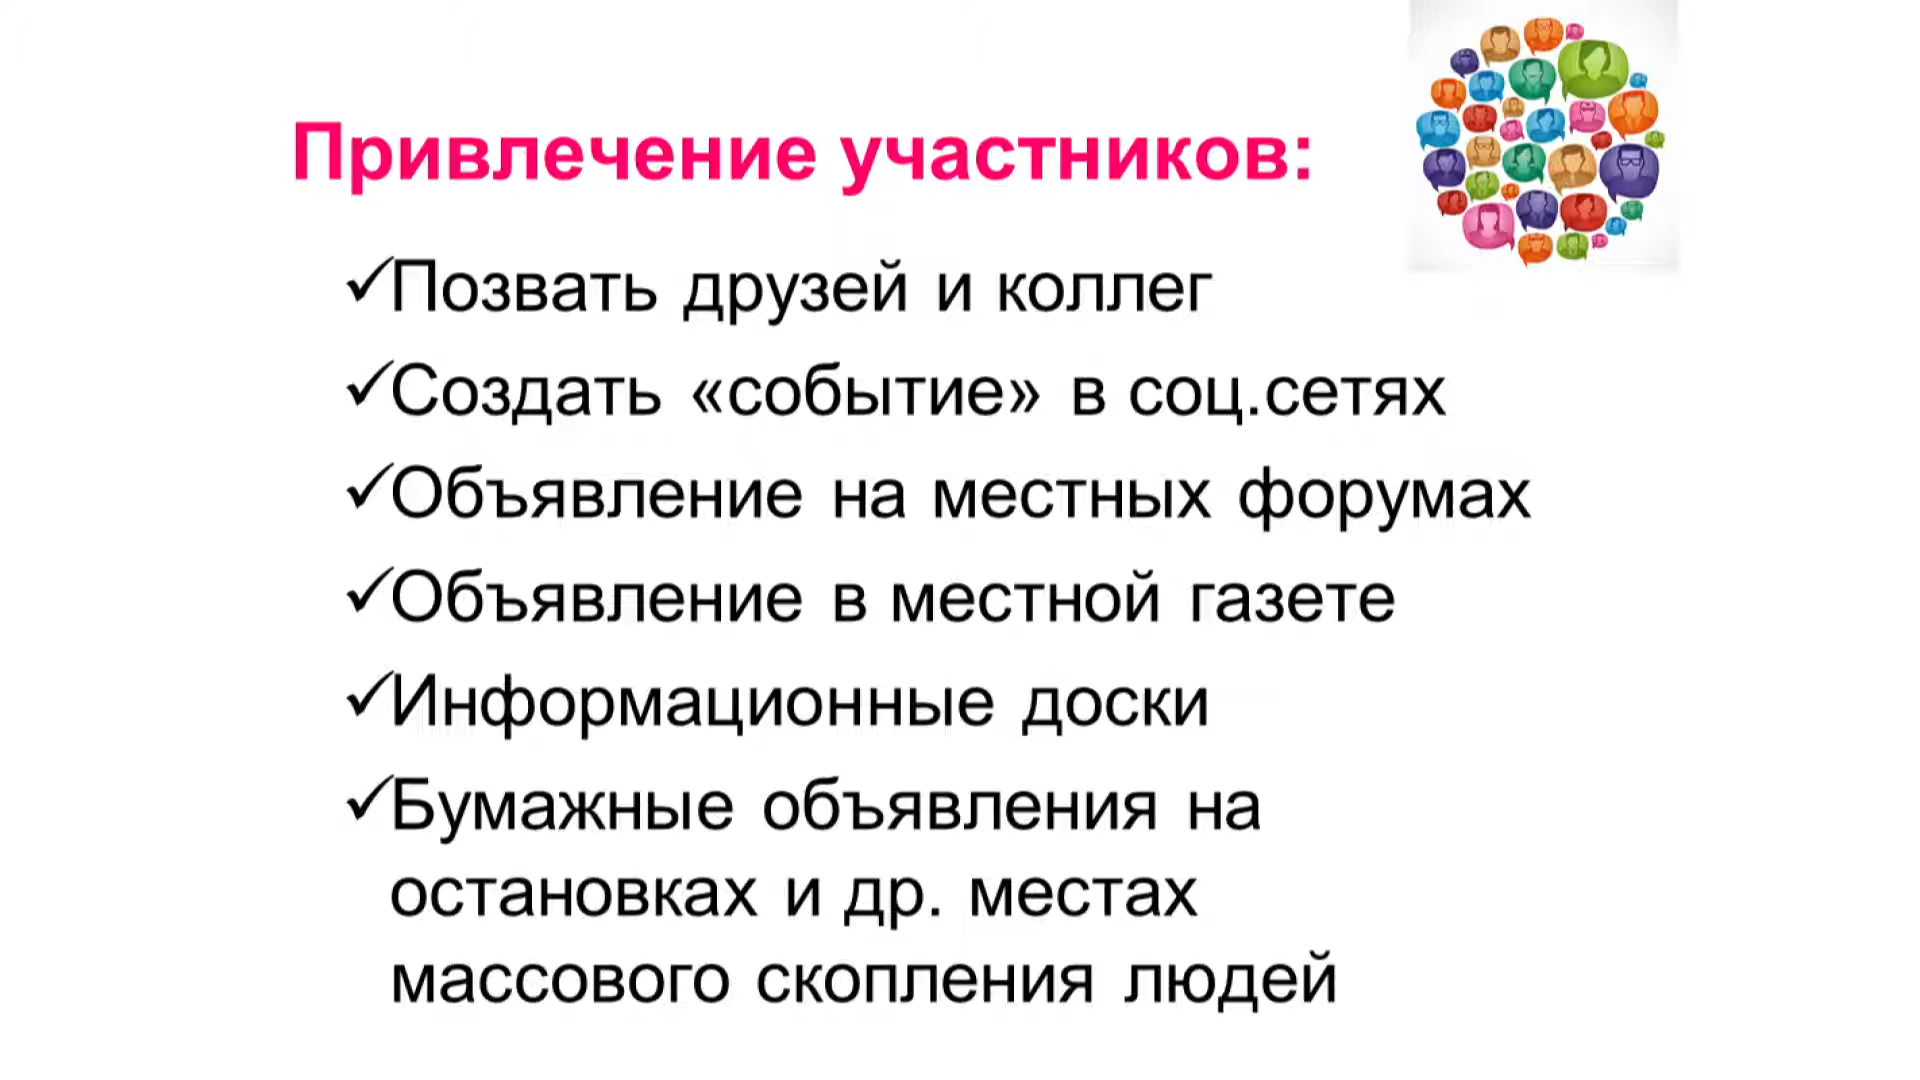 Привлечение участников:
✓Позвать друзей и коллег
✓Создать «событие» в соц.сетях
✓Объявление на местных форумах
✓Объявление в местной газете
✓Информационные доски
✓Бумажные объявления на
остановках и др. местах
массового скопления людей